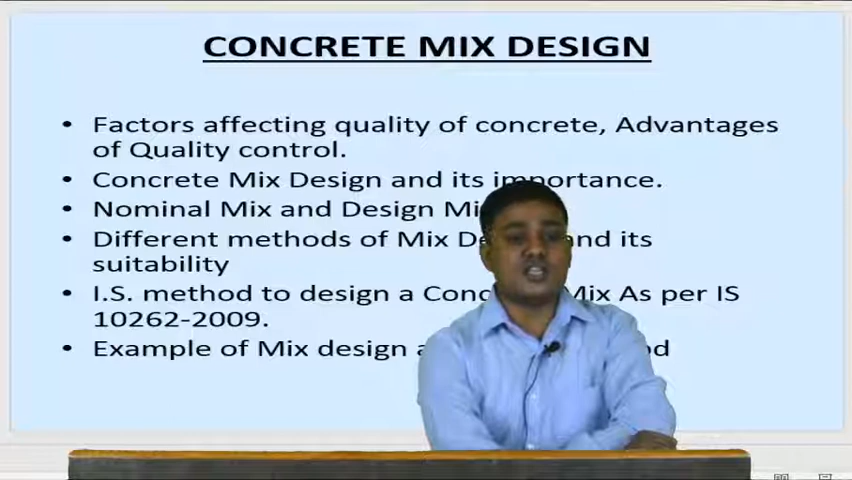 CONCRETE MIX DESIGN
• Factors affecting quality of concrete, Advantages
of Quality control.
• Concrete Mix Design and its importance.
• Nominal Mix and Design
• Different methods of Mix and its
suitability
• I.S. method to design a Mix As per IS
10262-2009.
• Example of Mix design